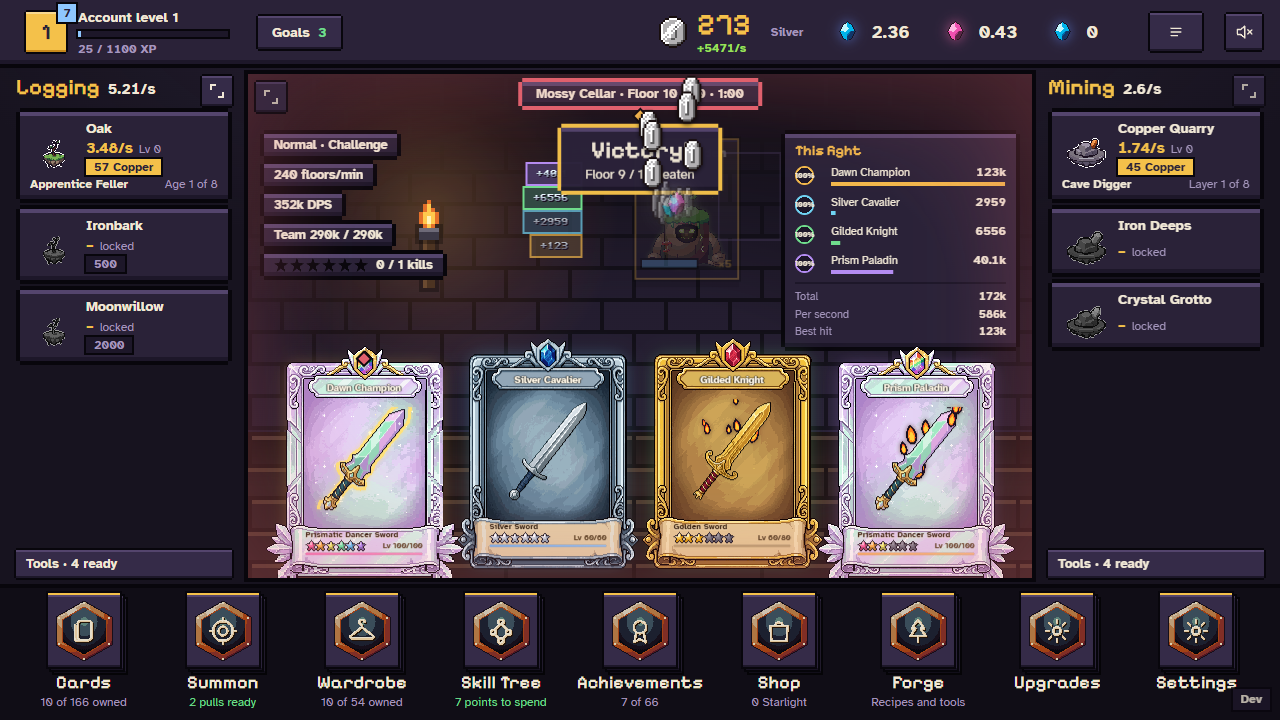 1
7
Account level 1
25 / 1100 XP
Goals 3
273
+5471/s
Silver
2.36
0.43
0
Logging 5.21/s
Oak
3.48/s Lv 0
57 Copper
Apprentice Feller
Age 1 of 8
Ironbark
– locked
500
Moonwillow
– locked
2000
Tools · 4 ready
Mossy Cellar · Floor 10
· 1:00
Normal · Challenge
240 floors/min
352k DPS
Team 290k / 290k
0 / 1 kills
Victory
Floor 9 / 1
+6556
+2959
+123
This fight
100%
Dawn Champion 123k
100%
Silver Cavalier 2959
100%
Gilded Knight 6556
100%
Prism Paladin 40.1k
Total 172k
Per second 586k
Best hit 123k
Dawn Champion
Prismatic Dancer Sword
Lv 100/100
Silver Cavalier
Silver Sword
Lv 60/60
Gilded Knight
Golden Sword
Lv 60/80
Prism Paladin
Prismatic Dancer Sword
Lv 100/100
Mining 2.6/s
Copper Quarry
1.74/s Lv 0
45 Copper
Cave Digger
Layer 1 of 8
Iron Deeps
– locked
Crystal Grotto
– locked
Tools · 4 ready
Cards
10 of 166 owned
Summon
2 pulls ready
Wardrobe
10 of 54 owned
Skill Tree
7 points to spend
Achievements
7 of 66
Shop
0 Starlight
Forge
Recipes and tools
Upgrades
Settings
Dev